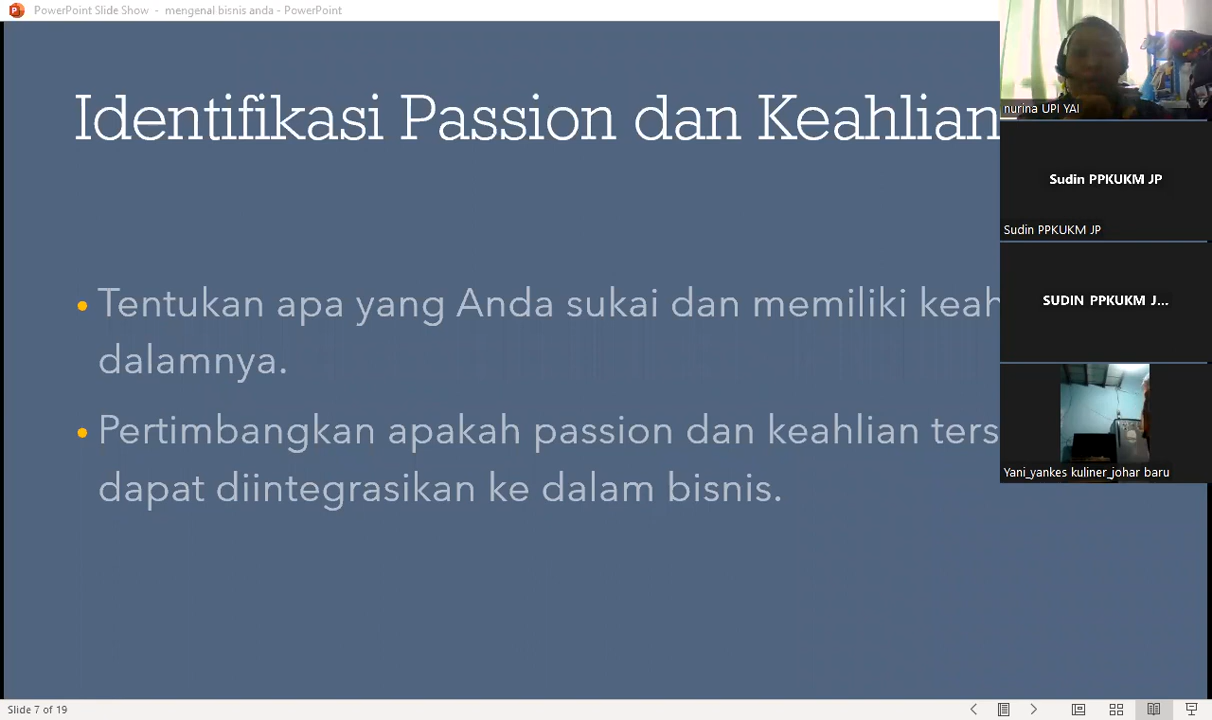 PowerPoint Slide Show - mengenal bisnis anda - PowerPoint
Identifikasi Passion dan Keahlian
nurina UPI YAI
Sudin PPKUKM JP
Sudin PPKUKM JP
SUDIN PPKUKM J...
Yani_yankes kuliner_johar baru
• Tentukan apa yang Anda sukai dan memiliki keah
dalamnya.
• Pertimbangkan apakah passion dan keahlian ters
dapat diintegrasikan ke dalam bisnis.
Slide 7 of 19